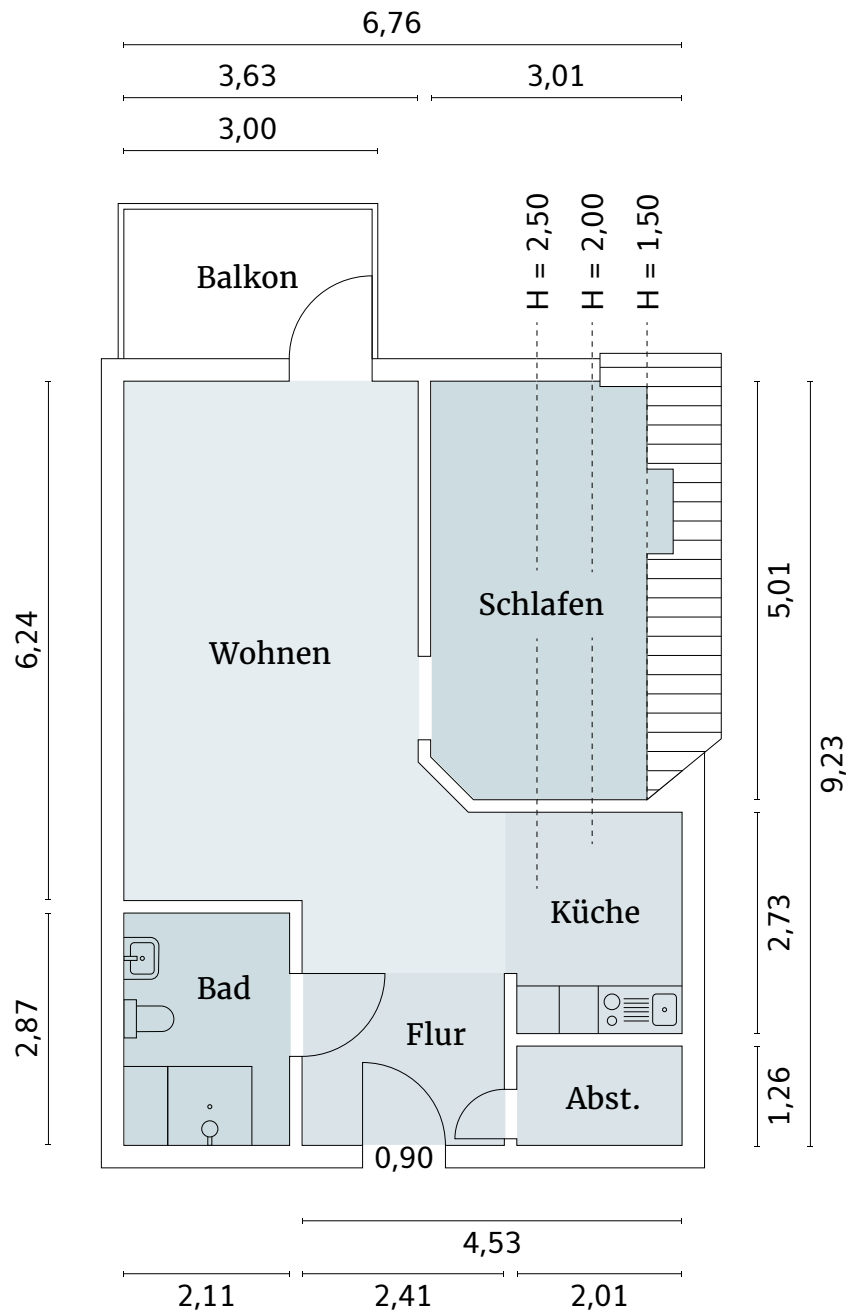 6,76
3,63
3,01
3,00
H = 2,50
H = 2,00
H = 1,50
Balkon
Schlafen
Wohnen
5,01
6,24
9,23
Küche
2,73
Bad
2,87
Flur
Abst.
1,26
0,90
4,53
2,11
2,41
2,01